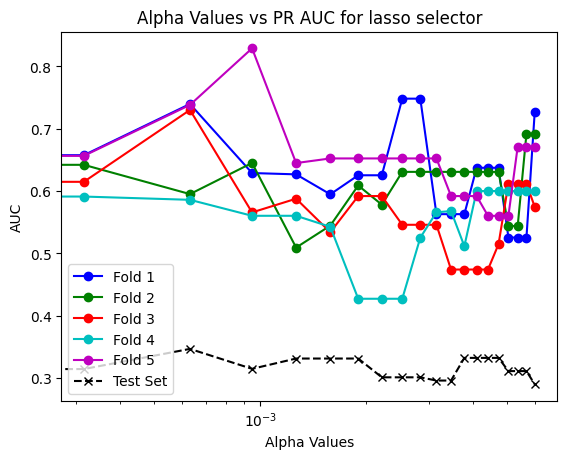 Alpha Values vs PR AUC for lasso selector
AUC
0.8
0.7
0.6
0.5
0.4
0.3
Fold 1
Fold 2
Fold 3
Fold 4
Fold 5
Test Set
10⁻³
Alpha Values